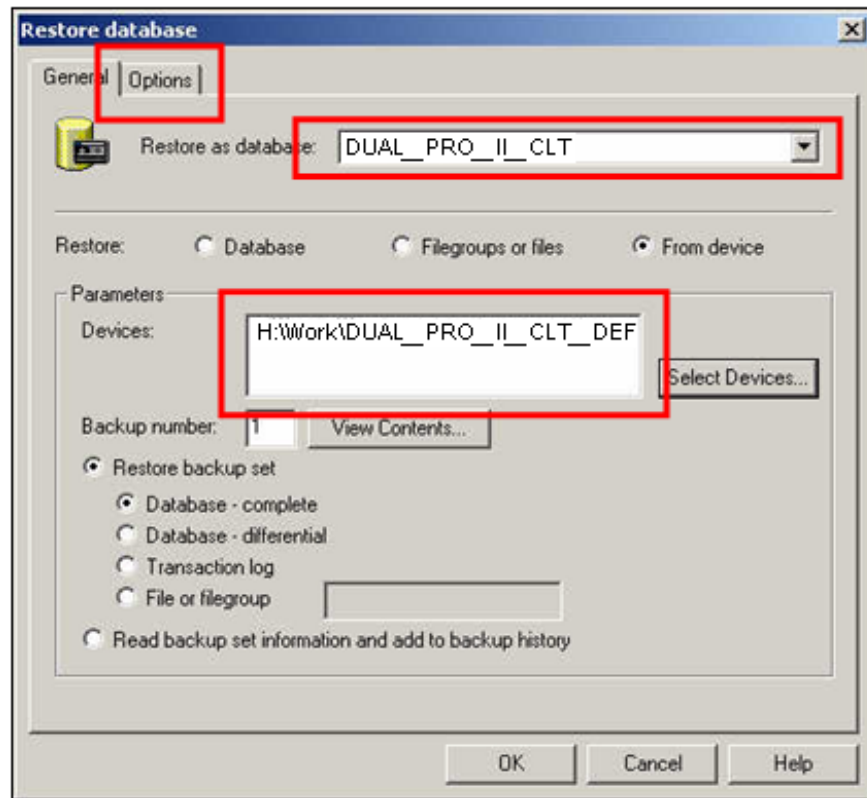 Restore database
General Options
Restore as database: DUAL__PRO__II__CLT
Restore: Database Filegroups or files From device
Parameters
Devices: H:\Work\DUAL__PRO__II__CLT__DEF
Select Devices...
Backup number: 1 View Contents...
Restore backup set
Database - complete
Database - differential
Transaction log
File or filegroup
Read backup set information and add to backup history
OK Cancel Help